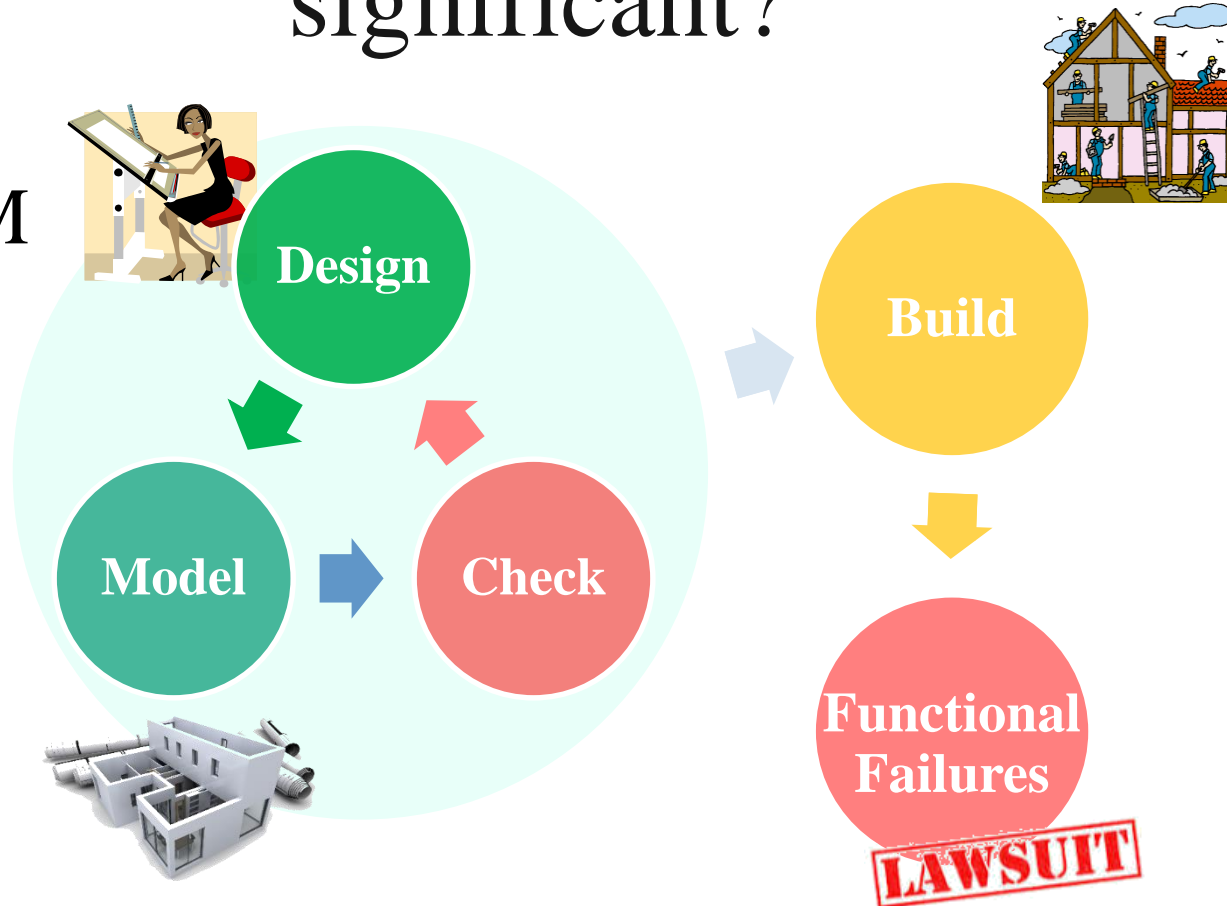 significant?
M
Design
Build
Model
Check
Functional
Failures
LAWSUIT